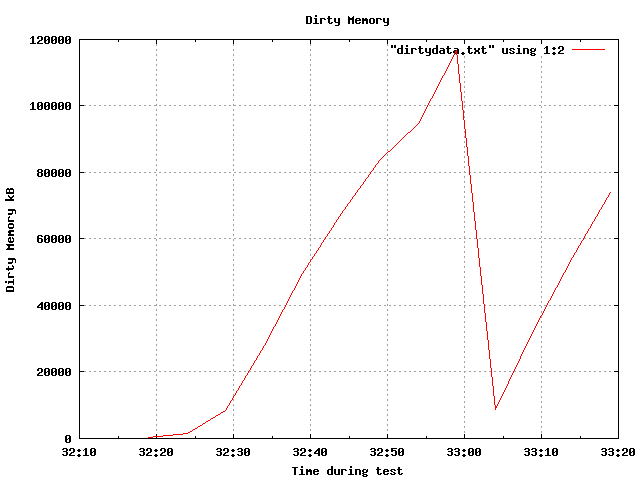 Dirty Memory
"dirtydata.txt" using 1:2
120000
100000
80000
60000
40000
20000
0
Dirty Memory kB
32:10 32:20 32:30 32:40 32:50 33:00 33:10 33:20
Time during test